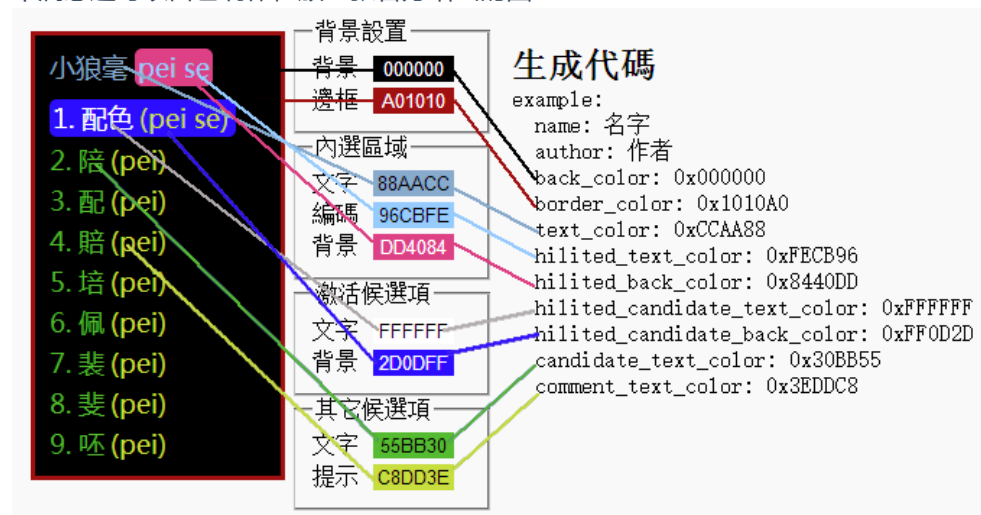 小狼毫 pei se
1. 配色 (pei se)
2. 陪 (pei)
3. 配 (pei)
4. 賠 (pei)
5. 培 (pei)
6. 佩 (pei)
7. 裴 (pei)
8. 婓 (pei)
9. 呸 (pei)
背景設置
背景 000000
邊框 A01010
內選區域
文字 88AACC
編碼 96CBFE
背景 DD4084
激活候選項
文字 FFFFFF
背景 2D0DFF
其它候選項
文字 55BB30
提示 C8DD3E
生成代碼
example:
name: 名字
author: 作者
back_color: 0x000000
border_color: 0x1010A0
text_color: 0xCCAA88
hilited_text_color: 0xFECB96
hilited_back_color: 0x8440DD
hilited_candidate_text_color: 0xFFFFFF
hilited_candidate_back_color: 0xFF0D2D
candidate_text_color: 0x30BB55
comment_text_color: 0x3EDDC8